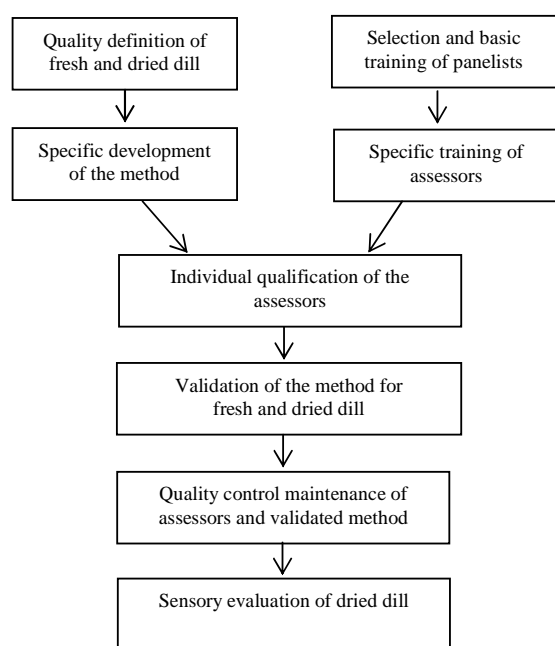 Quality definition of
fresh and dried dill
Selection and basic
training of panelists
Specific development
of the method
Specific training of
assessors
Individual qualification of the
assessors
Validation of the method for
fresh and dried dill
Quality control maintenance of
assessors and validated method
Sensory evaluation of dried dill